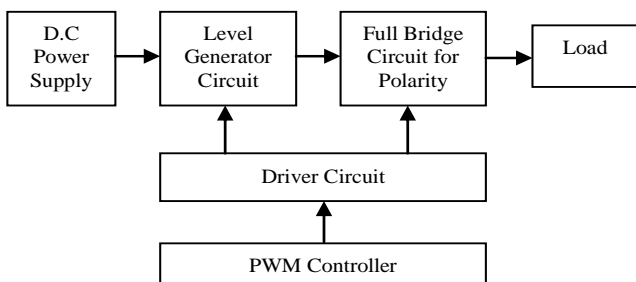 D.C
Power
Supply
Level
Generator
Circuit
Full Bridge
Circuit for
Polarity
Load
Driver Circuit
PWM Controller